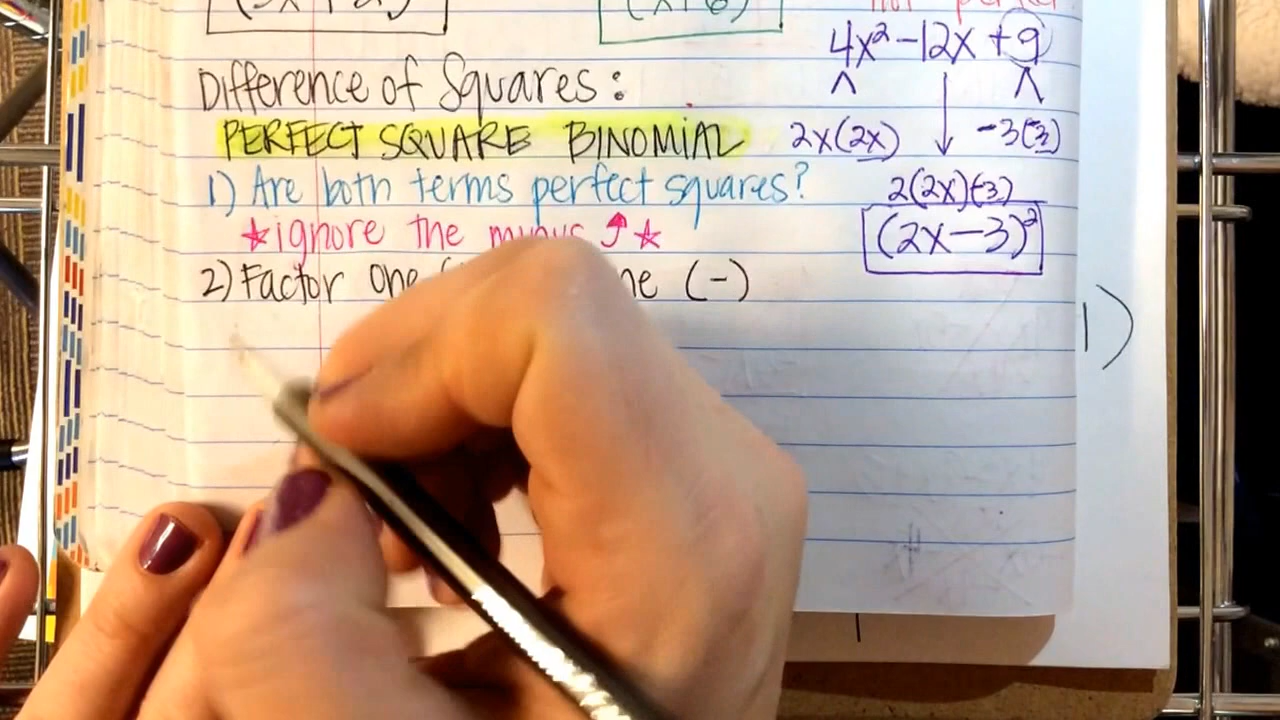 4x²-12x +9
Difference of Squares:
PERFECT SQUARE BINOMIAL
2x(2x) -3(-3)
1) Are both terms perfect squares?
2(2x)(-3)
★ignore the minus ★
(2x-3)²
2) Factor one (-)
1)